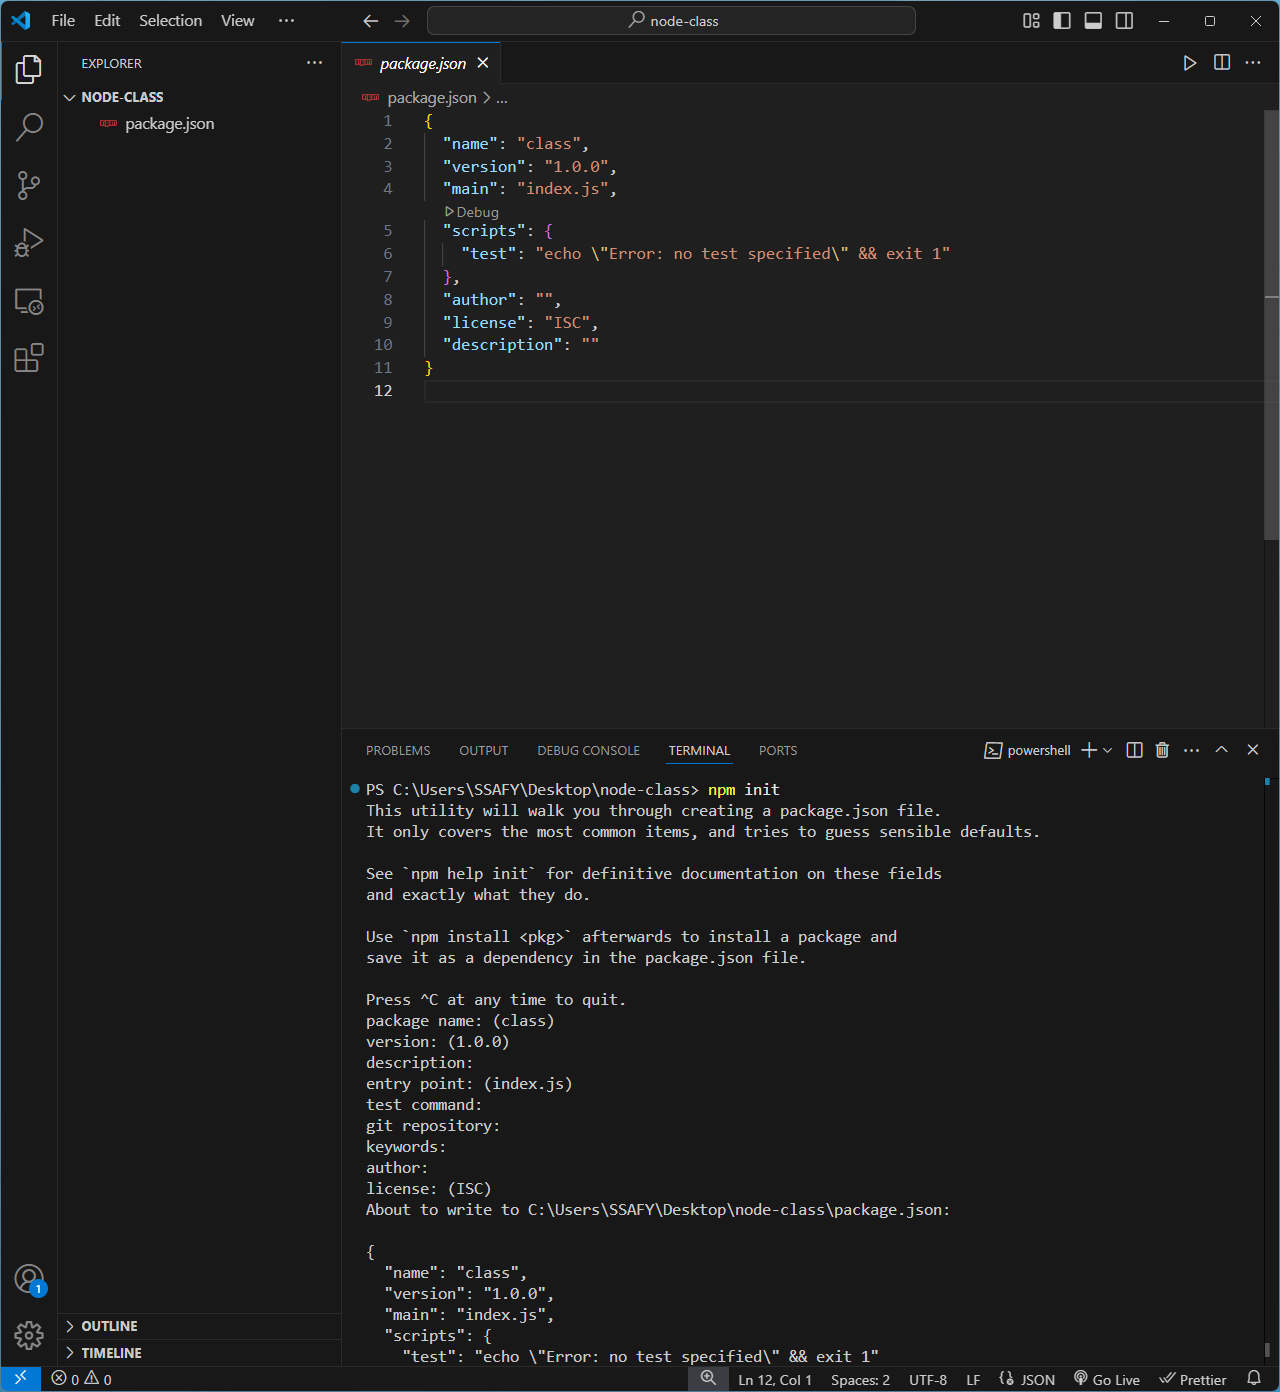 File Edit Selection View ··· node-class
EXPLORER ···
NODE-CLASS
package.json
package.json
package.json > ...
1 {
2 "name": "class",
3 "version": "1.0.0",
4 "main": "index.js",
Debug
5 "scripts": {
6 "test": "echo \"Error: no test specified\" && exit 1"
7 },
8 "author": "",
9 "license": "ISC",
10 "description": ""
11 }
12
PROBLEMS OUTPUT DEBUG CONSOLE TERMINAL PORTS powershell
PS C:\Users\SSAFY\Desktop\node-class> npm init
This utility will walk you through creating a package.json file.
It only covers the most common items, and tries to guess sensible defaults.
See `npm help init` for definitive documentation on these fields
and exactly what they do.
Use `npm install <pkg>` afterwards to install a package and
save it as a dependency in the package.json file.
Press ^C at any time to quit.
package name: (class)
version: (1.0.0)
description:
entry point: (index.js)
test command:
git repository:
keywords:
author:
license: (ISC)
About to write to C:\Users\SSAFY\Desktop\node-class\package.json:
{
"name": "class",
"version": "1.0.0",
"main": "index.js",
"scripts": {
"test": "echo \"Error: no test specified\" && exit 1"
1
OUTLINE
TIMELINE
0 0 Ln 12, Col 1 Spaces: 2 UTF-8 LF JSON Go Live Prettier